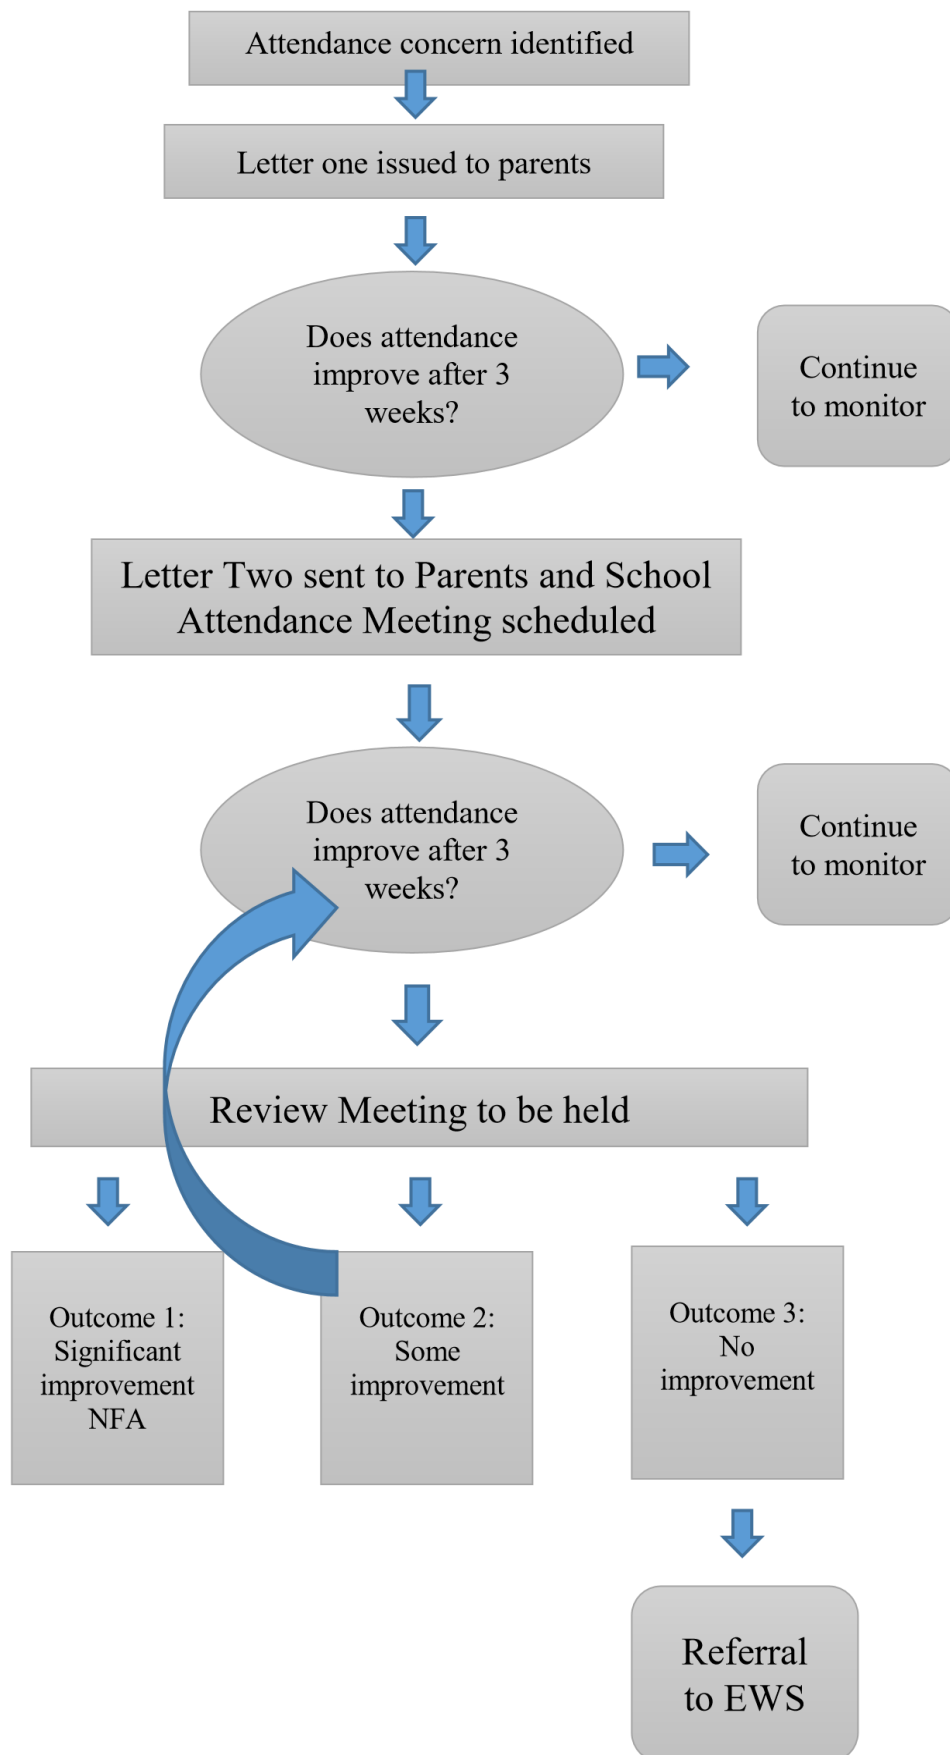 Attendance concern identified
Letter one issued to parents
Does attendance
improve after 3
weeks?
Continue
to monitor
Letter Two sent to Parents and School
Attendance Meeting scheduled
Does attendance
improve after 3
weeks?
Continue
to monitor
Review Meeting to be held
Outcome 1:
Significant
improvement
NFA
Outcome 2:
Some
improvement
Outcome 3:
No
improvement
Referral
to EWS